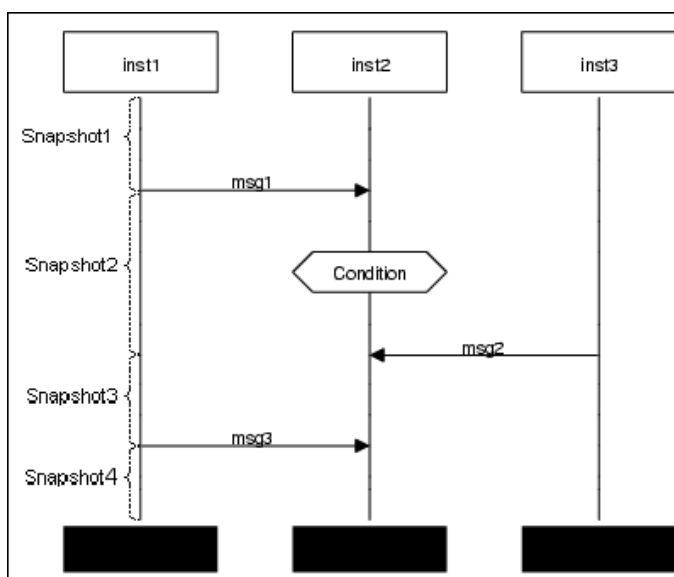 inst1 inst2 inst3
Snapshot1
msg1
Snapshot2
Condition
msg2
Snapshot3
msg3
Snapshot4